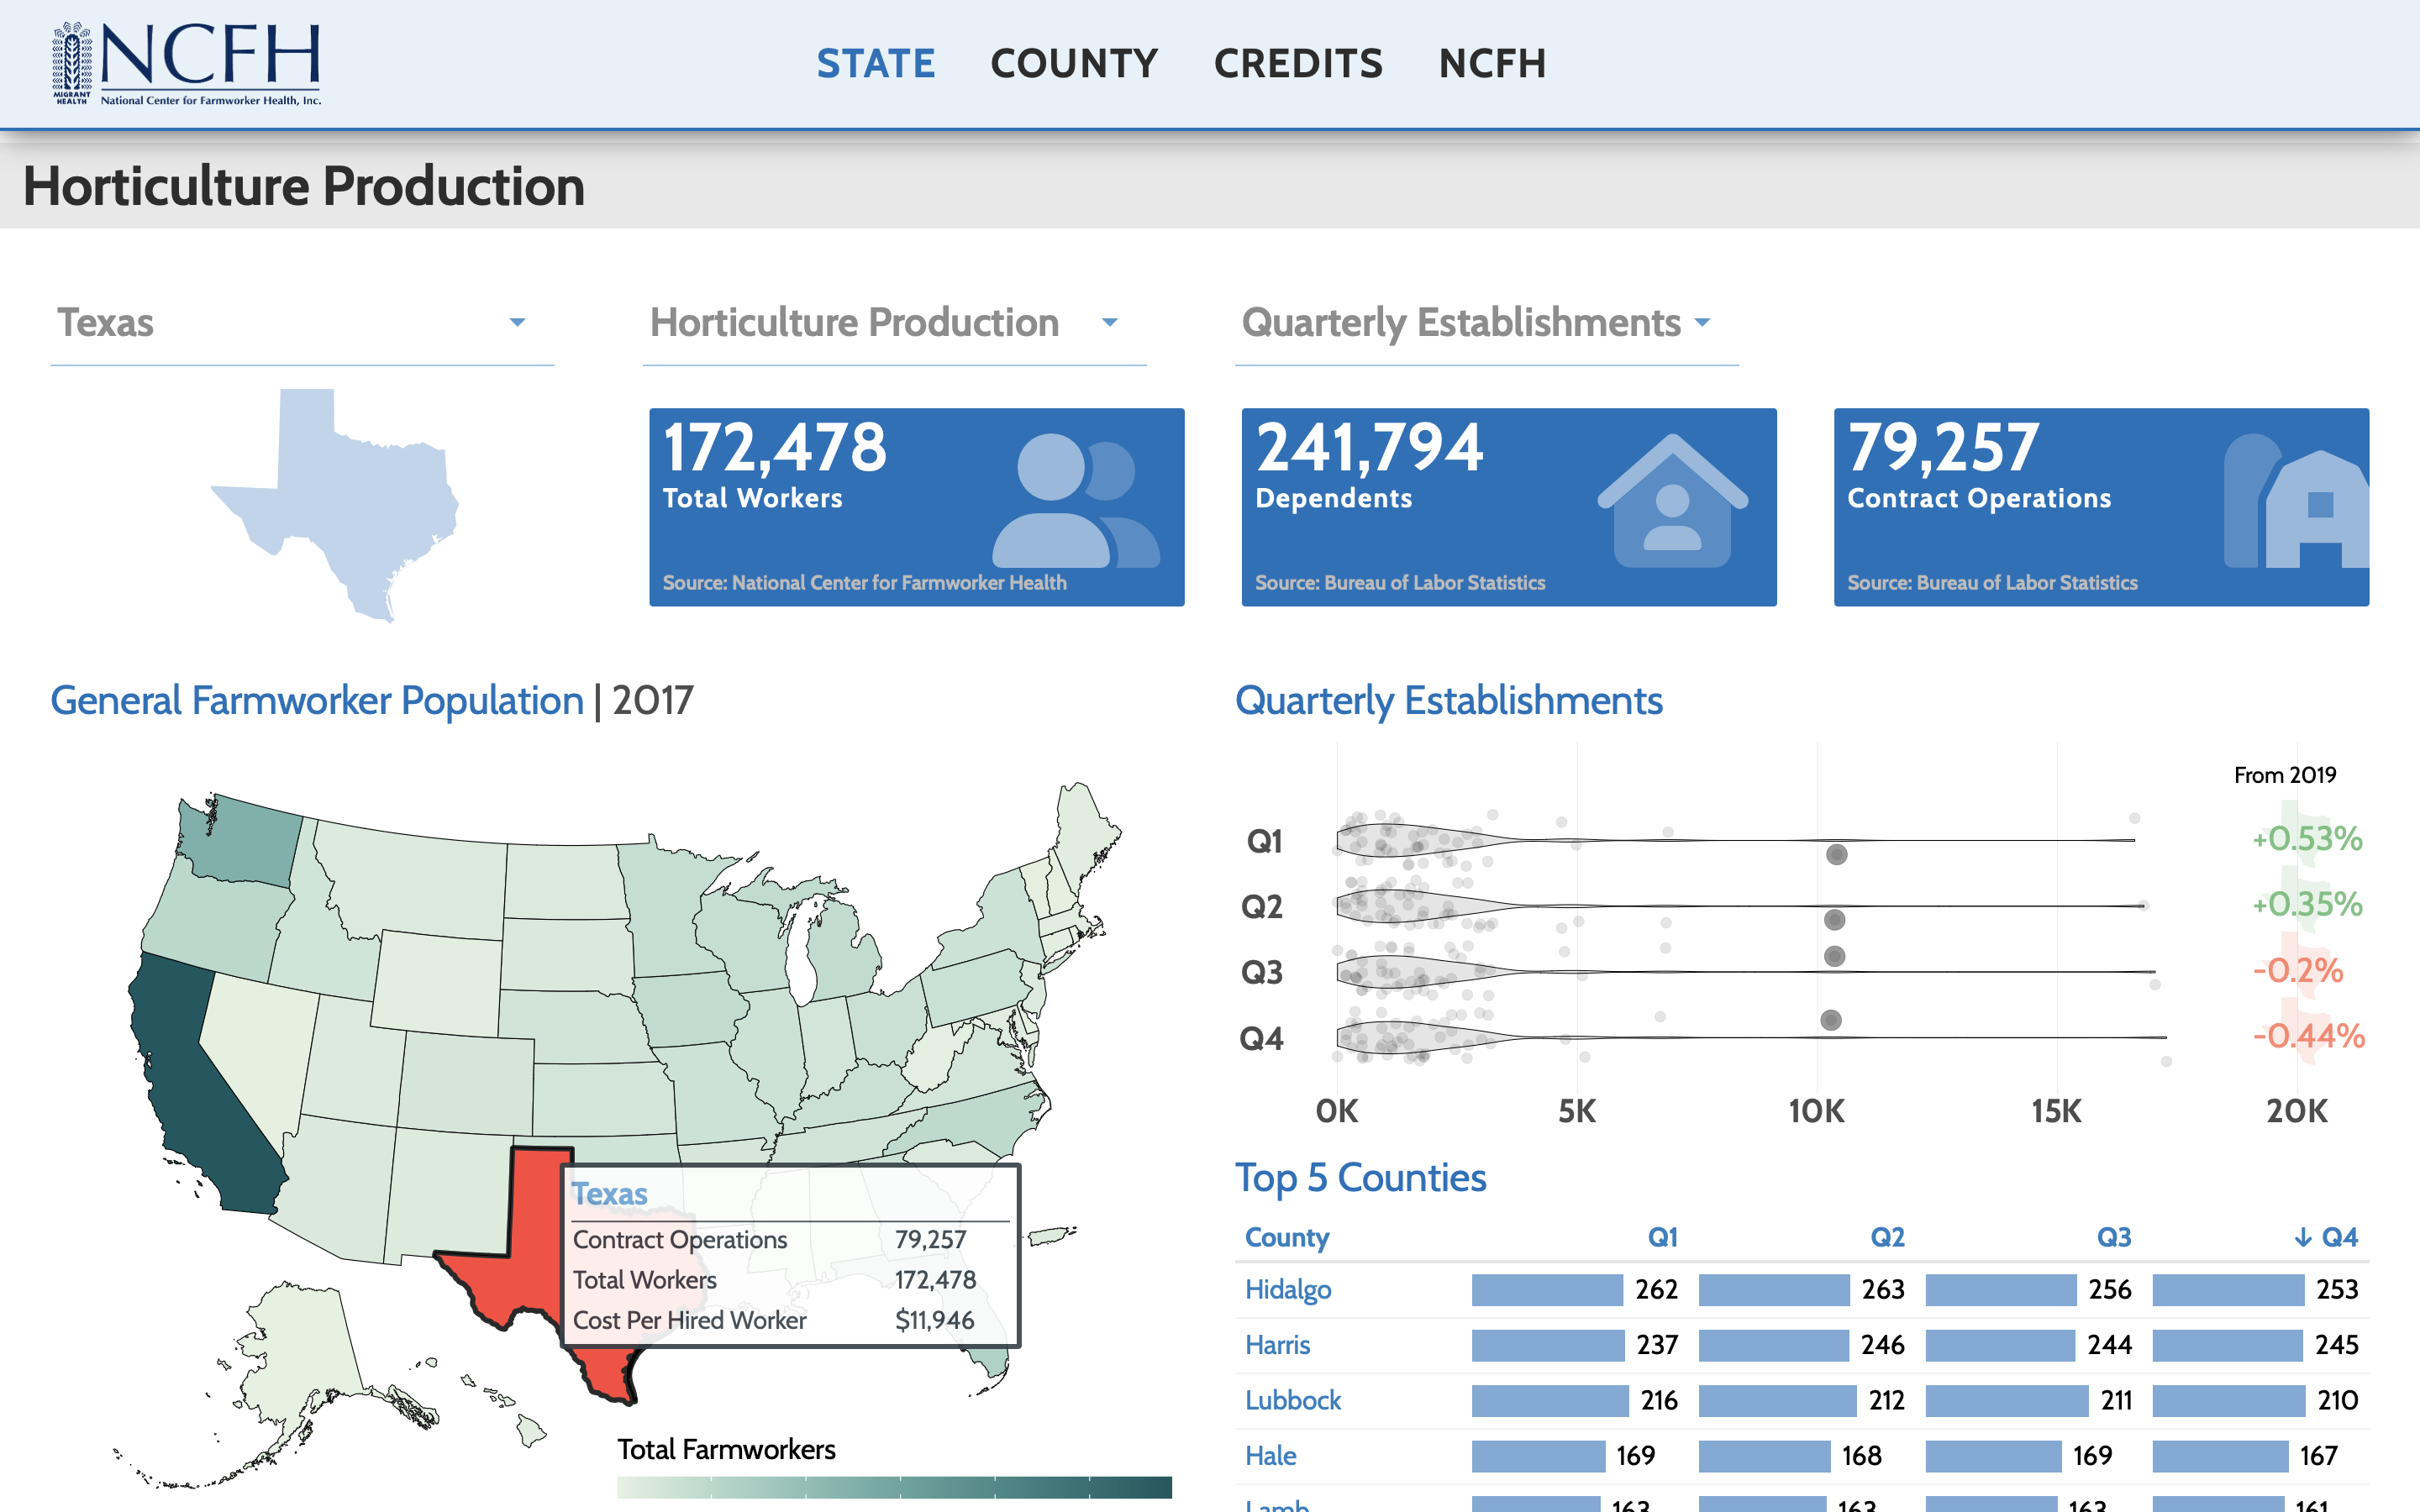 NCFH
MIGRANT
HEALTH
National Center for Farmworker Health, Inc.
STATE COUNTY CREDITS NCFH
Horticulture Production
Texas
Horticulture Production
Quarterly Establishments
172,478
Total Workers
Source: National Center for Farmworker Health
241,794
Dependents
Source: Bureau of Labor Statistics
79,257
Contract Operations
Source: Bureau of Labor Statistics
General Farmworker Population | 2017
Texas
Contract Operations 79,257
Total Workers 172,478
Cost Per Hired Worker $11,946
Total Farmworkers
Quarterly Establishments
From 2019
Q1 +0.53%
Q2 +0.35%
Q3 -0.2%
Q4 -0.44%
0K 5K 10K 15K 20K
Top 5 Counties
County Q1 Q2 Q3 ↓ Q4
Hidalgo 262 263 256 253
Harris 237 246 244 245
Lubbock 216 212 211 210
Hale 169 168 169 167
Lamb 163 163 163 161